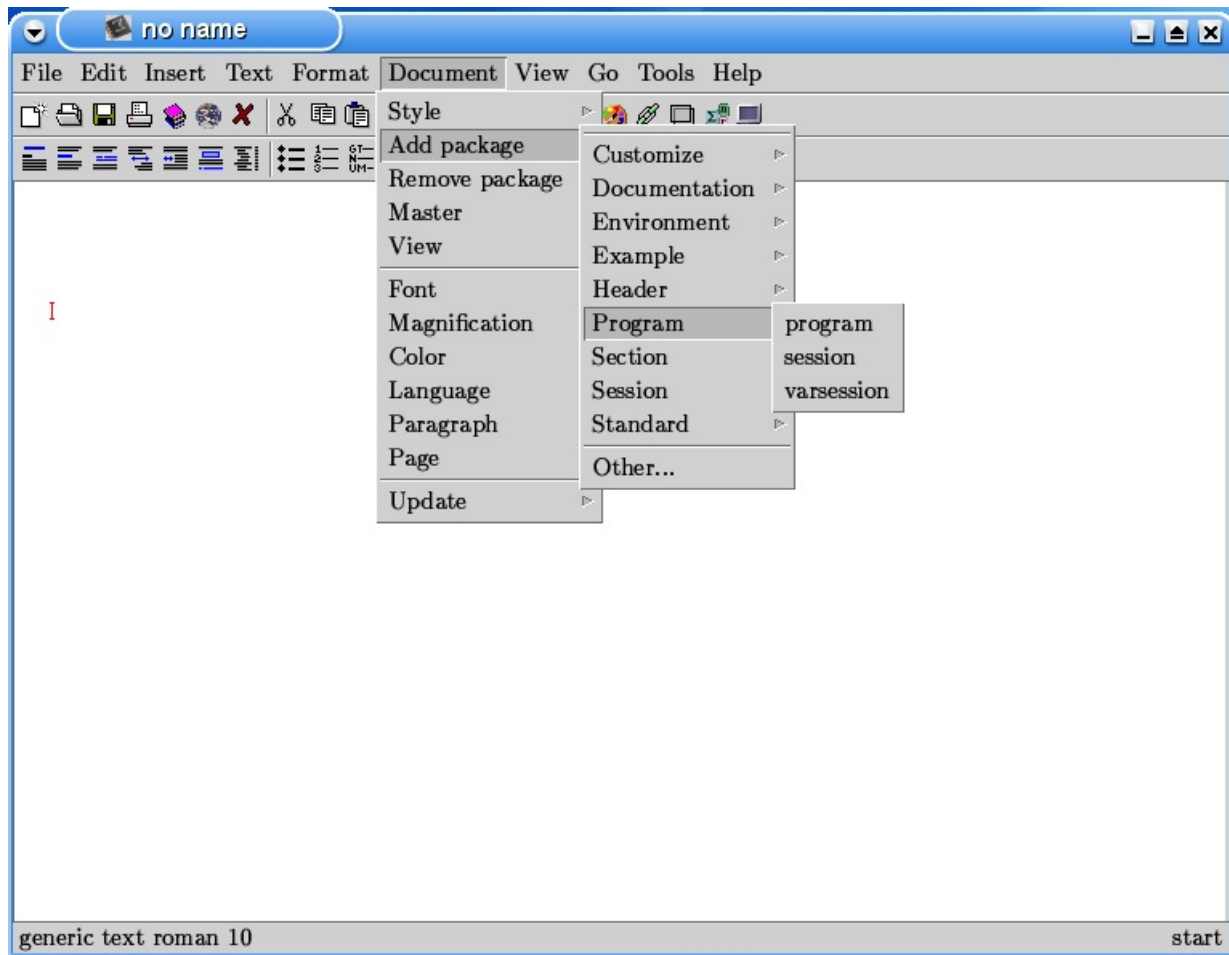 no name
File Edit Insert Text Format Document View Go Tools Help
Style
Add package
Remove package
Master
View
Font
Magnification
Color
Language
Paragraph
Page
Update
Customize
Documentation
Environment
Example
Header
Program
Section
Session
Standard
Other...
program
session
varsession
generic text roman 10 start